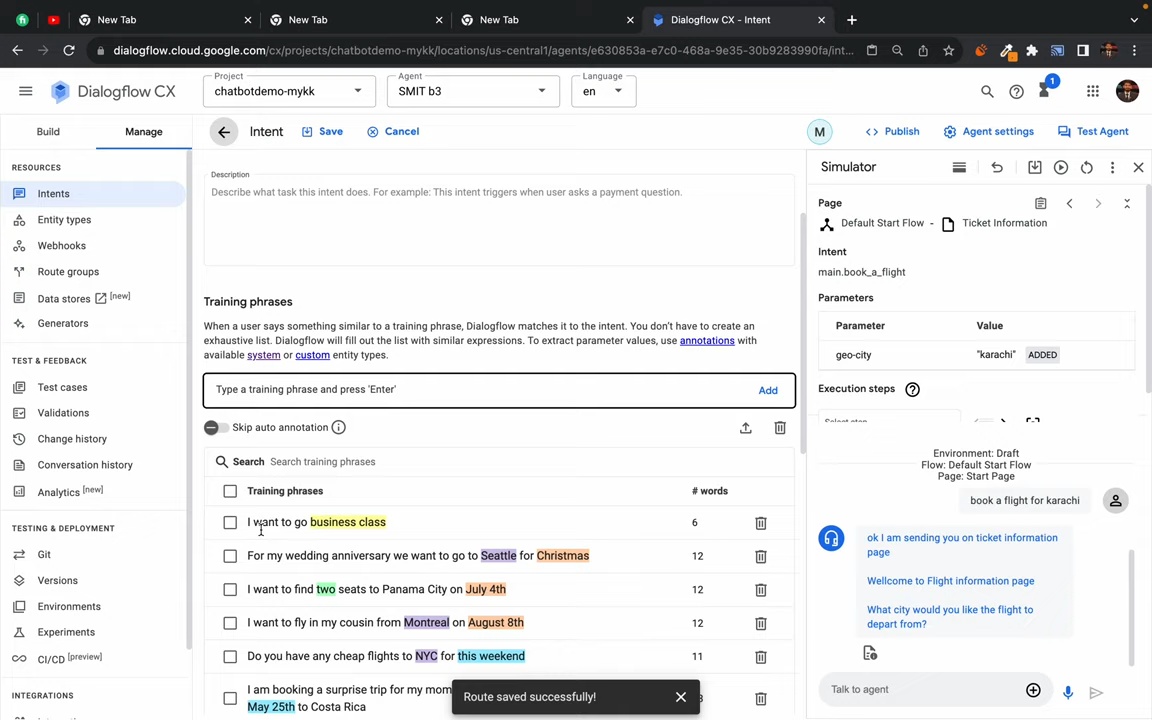 New Tab
New Tab
New Tab
Dialogflow CX - Intent
dialogflow.cloud.google.com/cx/projects/chatbotdemo-mykk/locations/us-central1/agents/e630853a-e7c0-468a-9e35-30b9283990fa/int...
Dialogflow CX
Project
chatbotdemo-mykk
Agent
SMIT b3
Language
en
1
Build
Manage
Intent
Save
Cancel
M
Publish
Agent settings
Test Agent
RESOURCES
Intents
Entity types
Webhooks
Route groups
Data stores [new]
Generators
TEST & FEEDBACK
Test cases
Validations
Change history
Conversation history
Analytics [new]
TESTING & DEPLOYMENT
Git
Versions
Environments
Experiments
CI/CD [preview]
INTEGRATIONS
Description
Describe what task this intent does. For example: This intent triggers when user asks a payment question.
Training phrases
When a user says something similar to a training phrase, Dialogflow matches it to the intent. You don't have to create an
exhaustive list. Dialogflow will fill out the list with similar expressions. To extract parameter values, use annotations with
available system or custom entity types.
Type a training phrase and press 'Enter'
Add
Skip auto annotation
Search Search training phrases
Training phrases # words
I want to go business class 6
For my wedding anniversary we want to go to Seattle for Christmas 12
I want to find two seats to Panama City on July 4th 12
I want to fly in my cousin from Montreal on August 8th 12
Do you have any cheap flights to NYC for this weekend 11
I am booking a surprise trip for my mom
May 25th to Costa Rica
Route saved successfully!
Simulator
Page
Default Start Flow - Ticket Information
Intent
main.book_a_flight
Parameters
Parameter Value
geo-city "karachi" ADDED
Execution steps
Environment: Draft
Flow: Default Start Flow
Page: Start Page
book a flight for karachi
ok I am sending you on ticket information
page
Wellcome to Flight information page
What city would you like the flight to
depart from?
Talk to agent